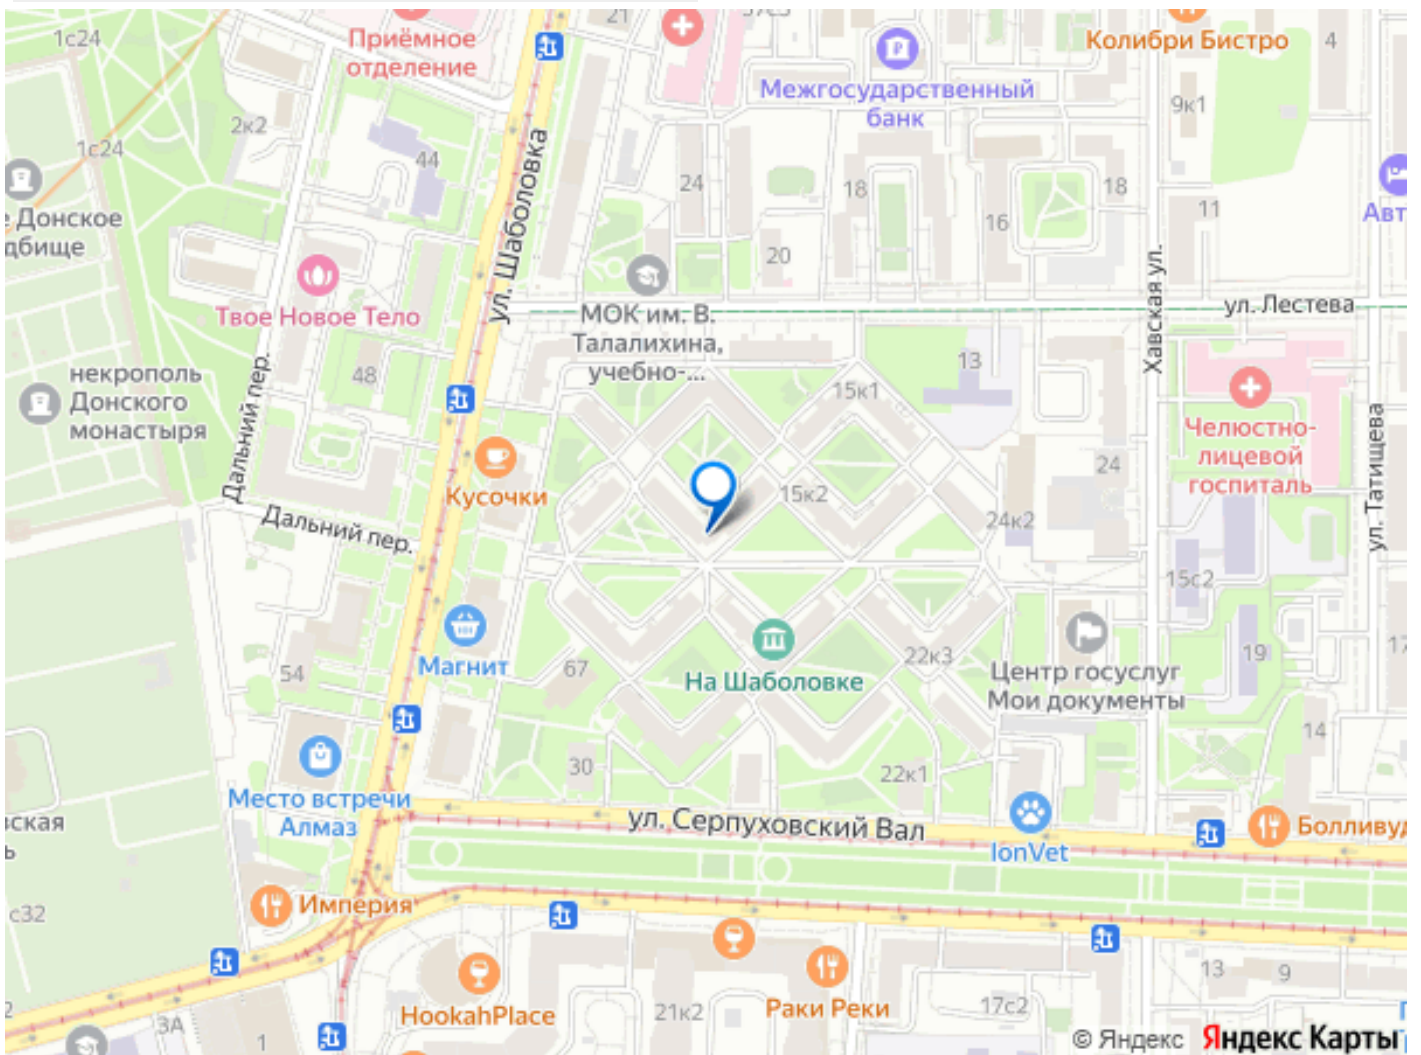 1с24
Приёмное
отделение
21
37с3
Колибри Бистро
4
Межгосударственный
банк
9к1
2к2
1с24
44
ул. Шаболовка
24
18
16
18
11
е Донское
дбище
Авт
20
Хавская ул.
Твое Новое Тело
МОК им. В.
Талалихина,
учебно-...
ул. Лестева
некрополь
Донского
монастыря
48
Дальний пер.
15к1
13
Челюстно-
лицевой
госпиталь
ул. Татищева
24
Кусочки
15к2
24к2
Дальний пер.
15с2
Магнит
67
54
На Шаболовке
22к3
Центр госуслуг
Мои документы
19
17
14
30
22к1
Место встречи
Алмаз
вская
ь
ул. Серпуховский Вал
IonVet
Болливуд
с32
Империя
HookahPlace
21к2
Раки Реки
17с2
13
9
2
3А
1
© Яндекс Яндекс Карты